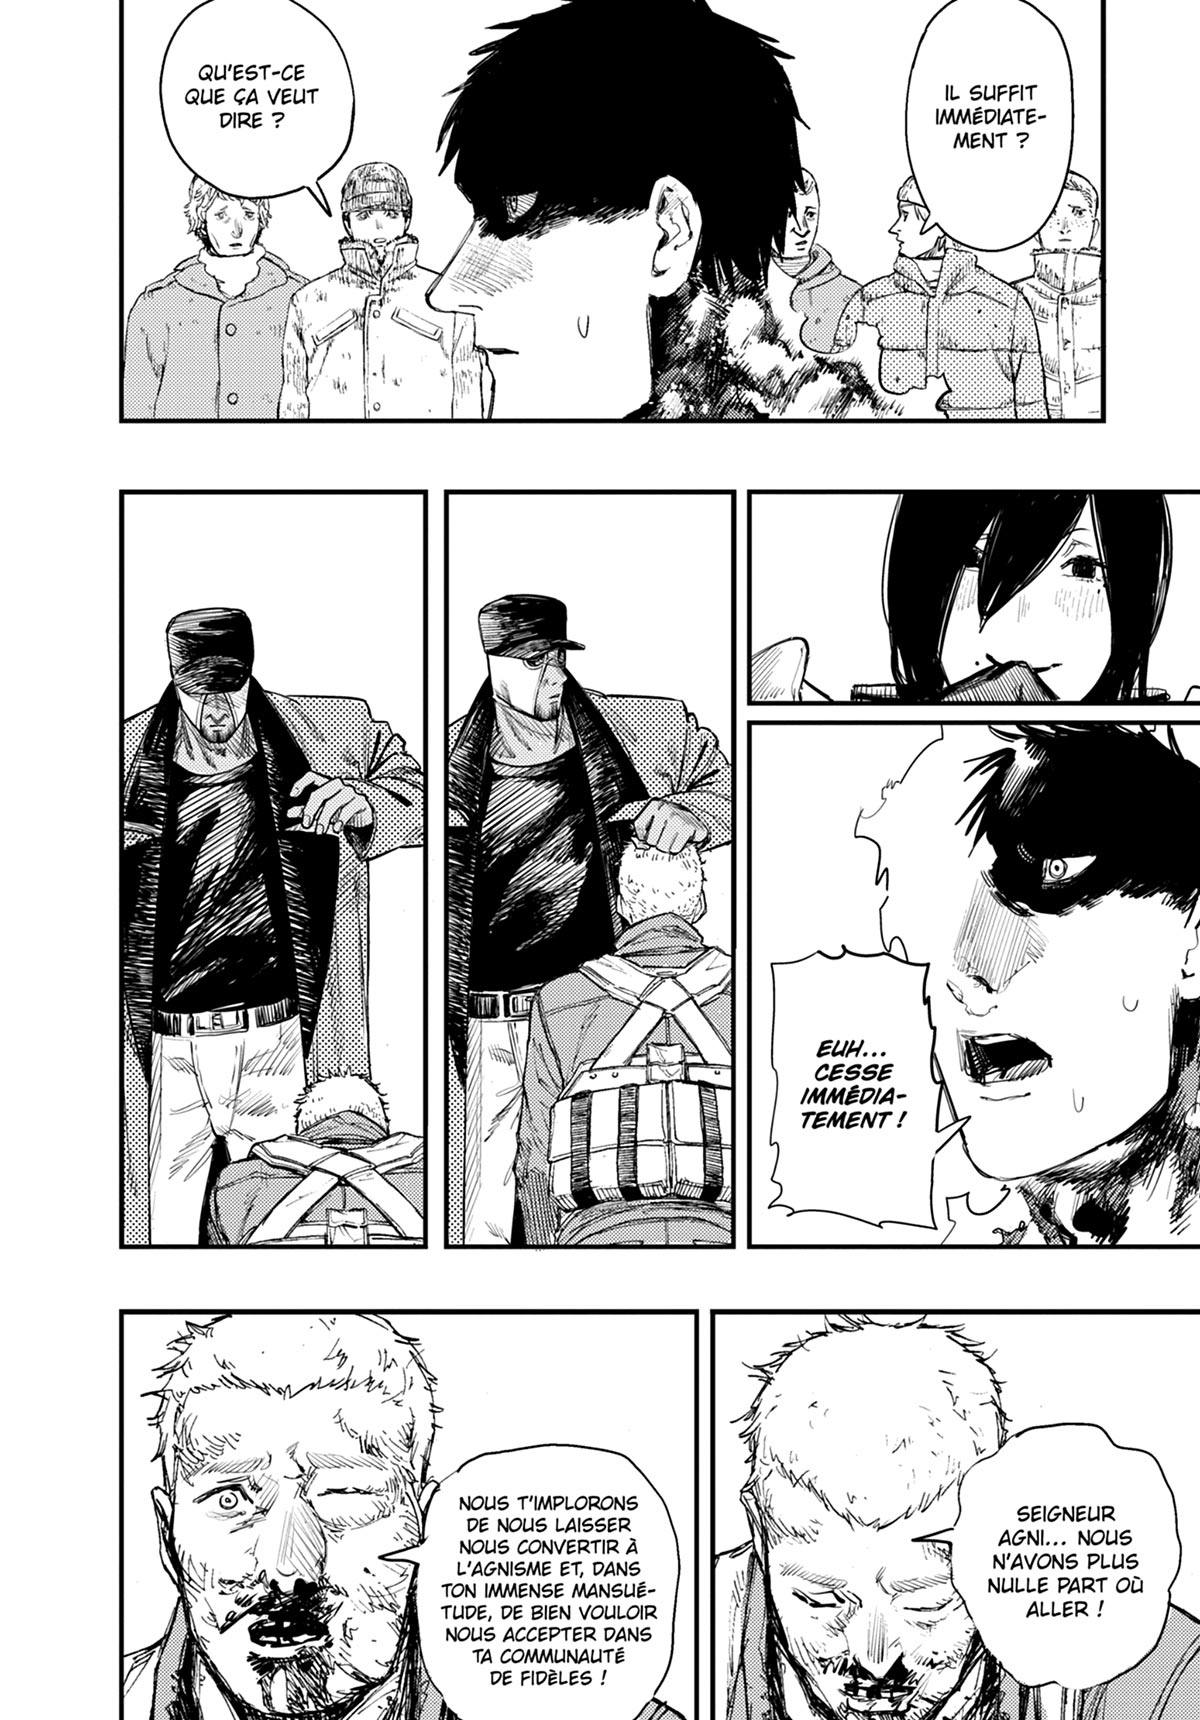 IL SUFFIT
IMMÉDIATE-
MENT ?
QU'EST-CE
QUE ÇA VEUT
DIRE ?
EUH...
CESSE
IMMÉDIA-
TEMENT !
SEIGNEUR
AGNI... NOUS
N'AVONS PLUS
NULLE PART OÙ
ALLER !
NOUS T'IMPLORONS
DE NOUS LAISSER
NOUS CONVERTIR À
L'AGNISME ET, DANS
TON IMMENSE MANSUÉ-
TUDE, DE BIEN VOULOIR
NOUS ACCEPTER DANS
TA COMMUNAUTÉ
DE FIDÈLES !